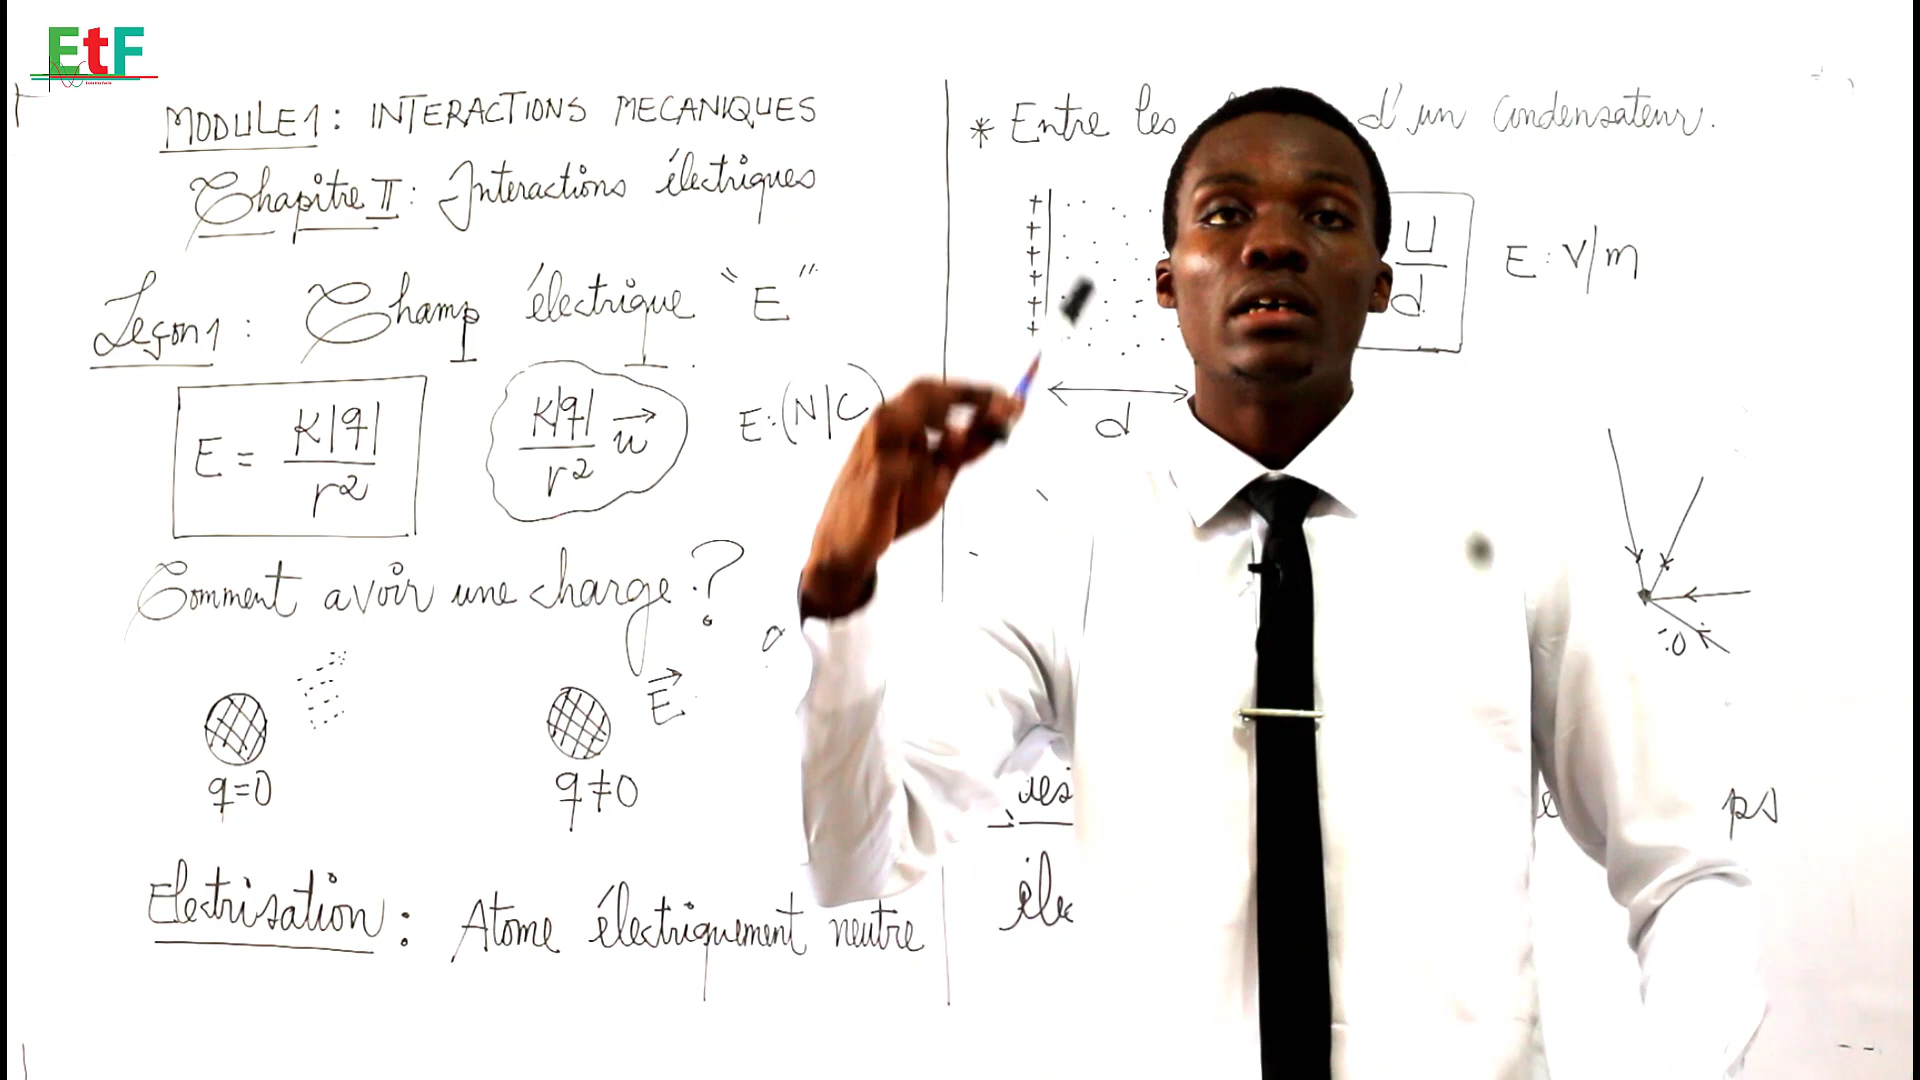 EtF
MODULE 1 : INTERACTIONS MECANIQUES
Chapitre II : Interactions électriques
Leçon 1 : Champ électrique "E"
E = K|q| / r²
K|q| / r² u⃗
E : (N/C)
Comment avoir une charge ?
E⃗
q=0
q≠0
Electrisation : Atome électriquement neutre
* Entre les d'un Condensateur.
+
+
+
+
+
+
U / d
E : V/m
d